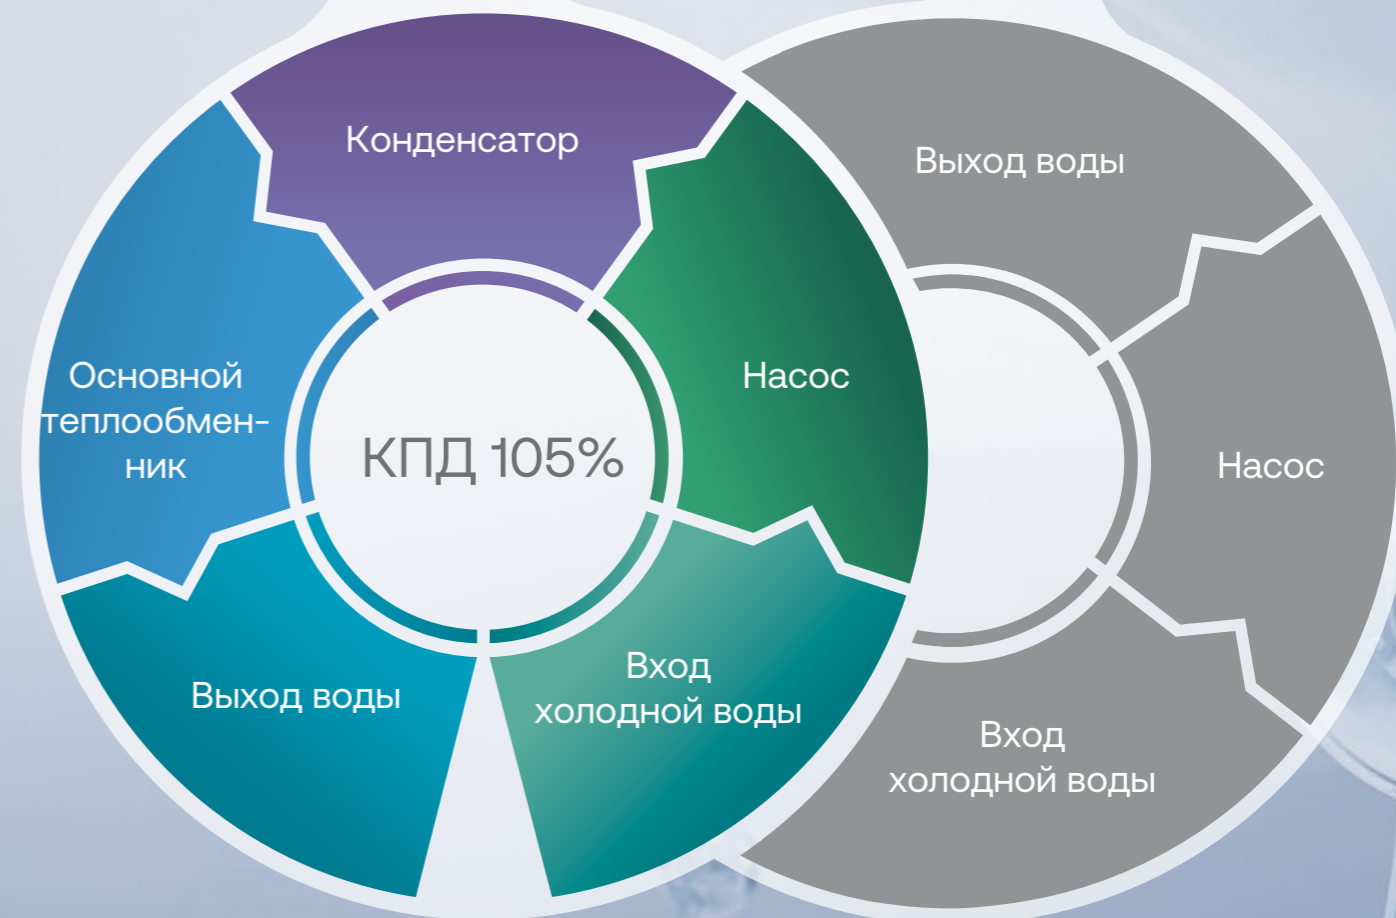 Конденсатор
Насос
Вход
холодной воды
Выход воды
Основной
теплообмен-
ник
КПД 105%
Выход воды
Насос
Вход
холодной воды